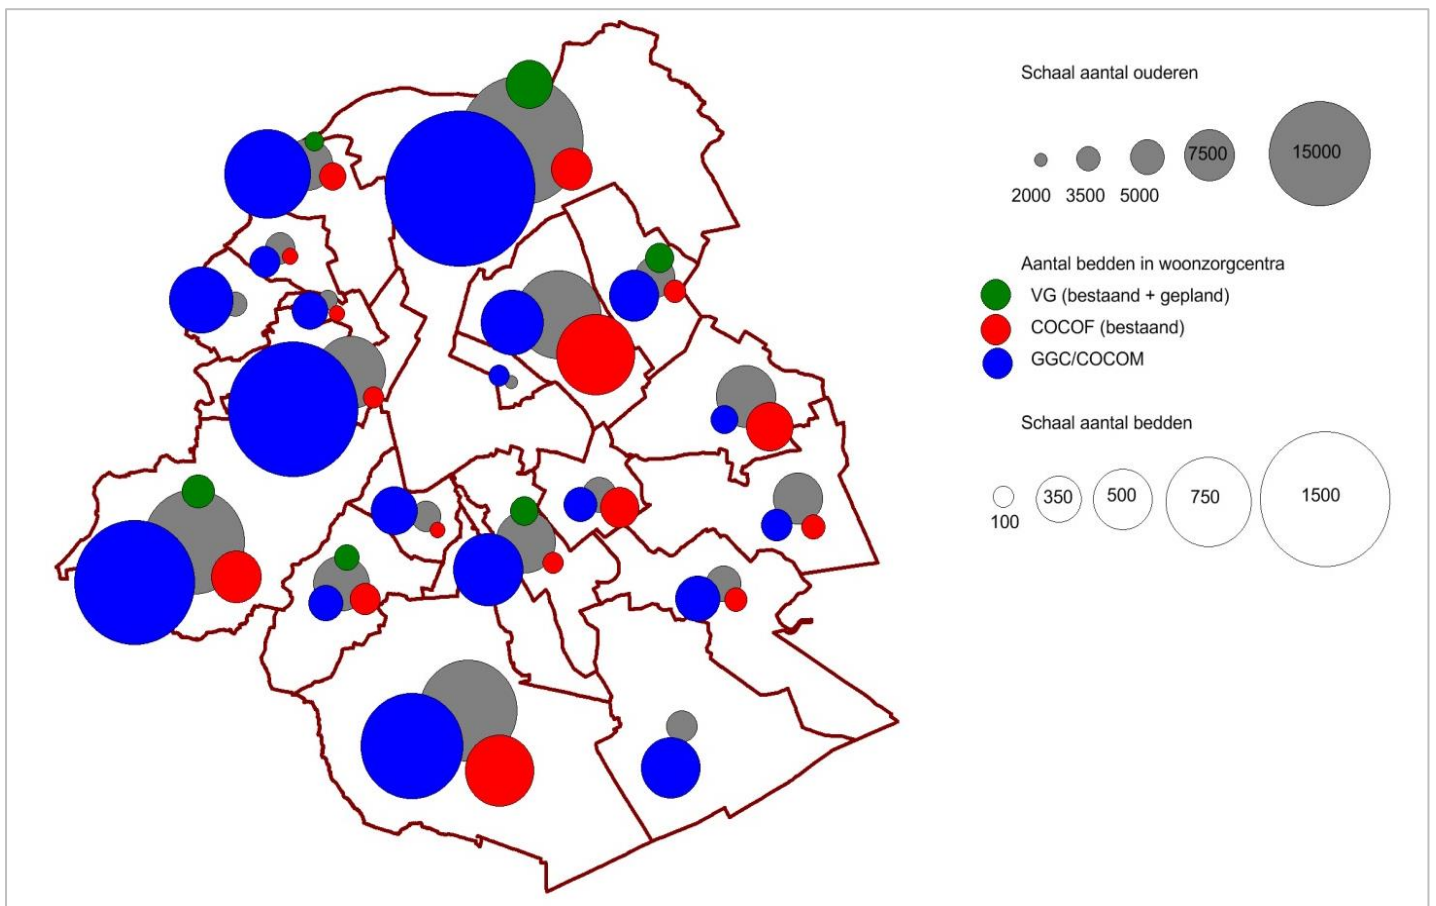 Schaal aantal ouderen
7500
15000
2000 3500 5000
Aantal bedden in woonzorgcentra
VG (bestaand + gepland)
COCOF (bestaand)
GGC/COCOM
Schaal aantal bedden
350 500 750 1500
100